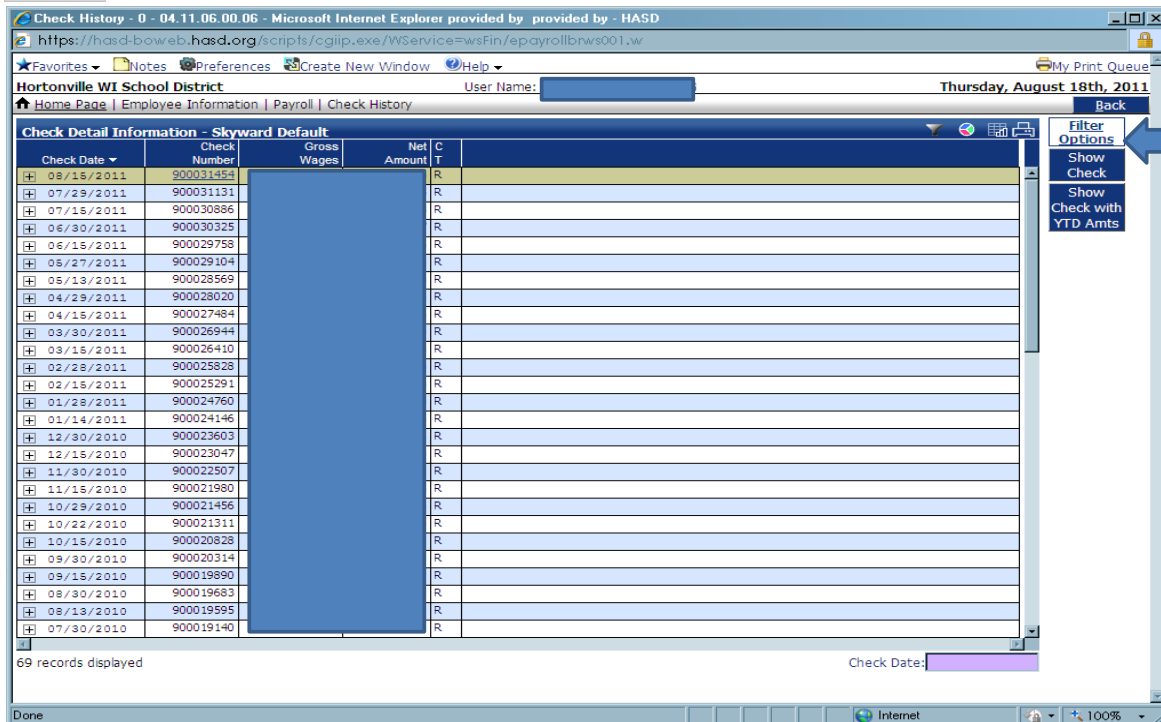 Check History - 0 - 04.11.06.00.06 - Microsoft Internet Explorer provided by provided by - HASD
https://hasd-boweb.hasd.org/scripts/cgiip.exe/WService=wsFin/epayrollbrws001.w
Favorites Notes Preferences Create New Window Help My Print Queue
Hortonville WI School District User Name: Thursday, August 18th, 2011
Home Page | Employee Information | Payroll | Check History Back
Check Detail Information - Skyward Default
Filter
Options
Show
Check
Show
Check with
YTD Amts
Check Gross Net C
Check Date Number Wages Amount T
08/15/2011 900031454 R
07/29/2011 900031131 R
07/15/2011 900030886 R
06/30/2011 900030325 R
06/15/2011 900029758 R
05/27/2011 900029104 R
05/13/2011 900028569 R
04/29/2011 900028020 R
04/15/2011 900027484 R
03/30/2011 900026944 R
03/15/2011 900026410 R
02/28/2011 900025828 R
02/15/2011 900025291 R
01/28/2011 900024760 R
01/14/2011 900024146 R
12/30/2010 900023603 R
12/15/2010 900023047 R
11/30/2010 900022507 R
11/15/2010 900021980 R
10/29/2010 900021456 R
10/22/2010 900021311 R
10/15/2010 900020828 R
09/30/2010 900020314 R
09/15/2010 900019890 R
08/30/2010 900019683 R
08/13/2010 900019595 R
07/30/2010 900019140 R
69 records displayed Check Date:
Done Internet 100%